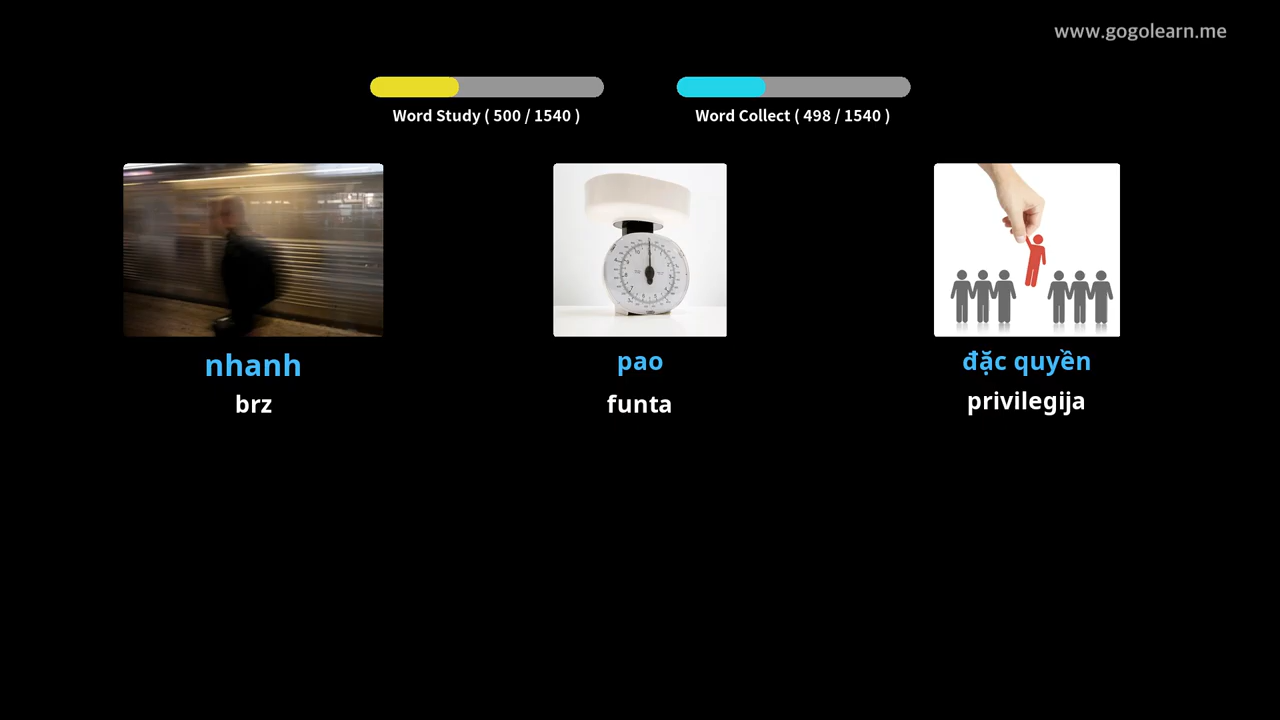 www.gogolearn.me
Word Study ( 500 / 1540 )
Word Collect ( 498 / 1540 )
nhanh
brz
pao
funta
đặc quyền
privilegija